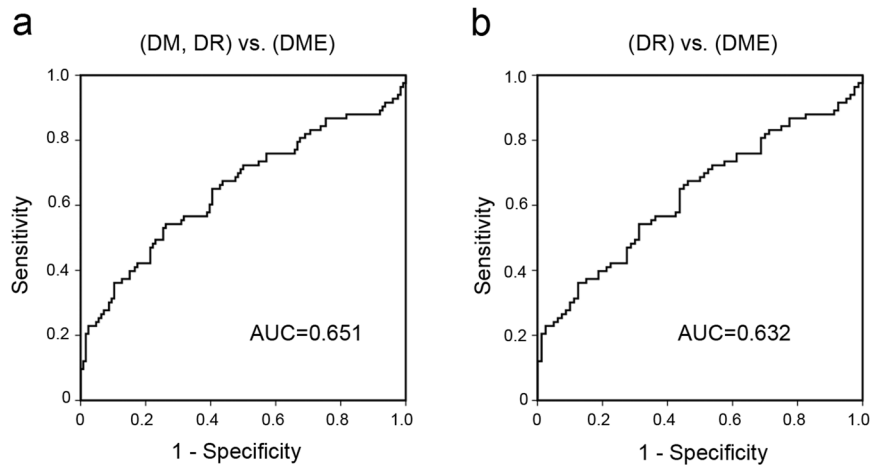 a
(DM, DR) vs. (DME)
1.0
0.8
0.6
0.4
0.2
0
Sensitivity
AUC=0.651
0 0.2 0.4 0.6 0.8 1.0
1 - Specificity
b
(DR) vs. (DME)
1.0
0.8
0.6
0.4
0.2
0
Sensitivity
AUC=0.632
0 0.2 0.4 0.6 0.8 1.0
1 - Specificity